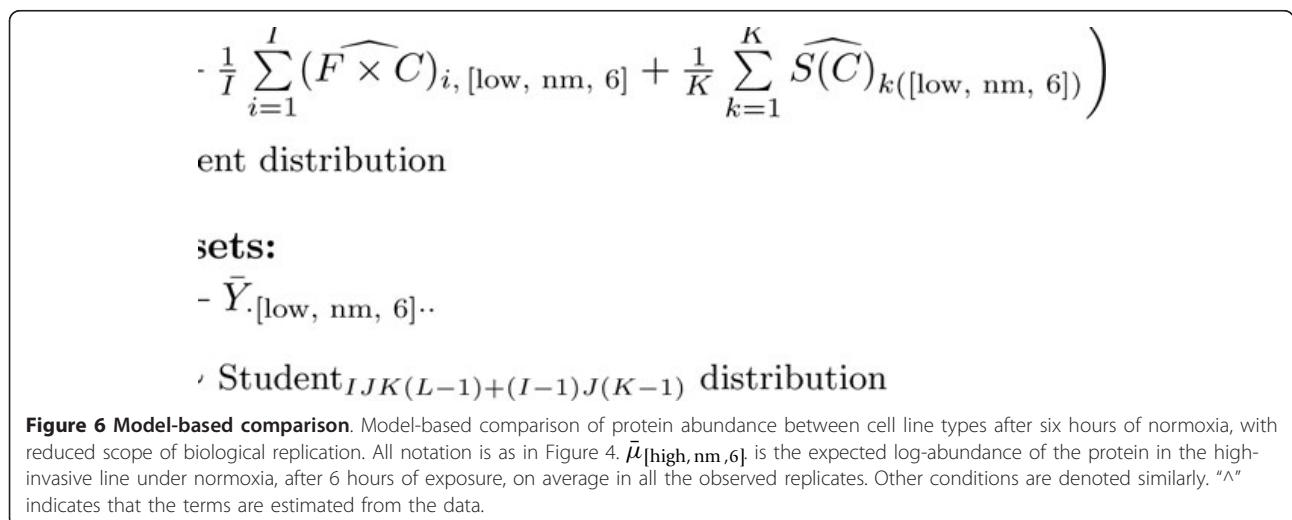 - 1/I I∑i=1 (F × C)^i, [low, nm, 6] + 1/K K∑k=1 S(C)^k([low, nm, 6]) )
ent distribution
sets:
- Ȳ·[low, nm, 6]··
Student IJK(L−1)+(I−1)J(K−1) distribution
Figure 6 Model-based comparison. Model-based comparison of protein abundance between cell line types after six hours of normoxia, with
reduced scope of biological replication. All notation is as in Figure 4. μ̄[high, nm ,6]. is the expected log-abundance of the protein in the high-
invasive line under normoxia, after 6 hours of exposure, on average in all the observed replicates. Other conditions are denoted similarly. "^"
indicates that the terms are estimated from the data.